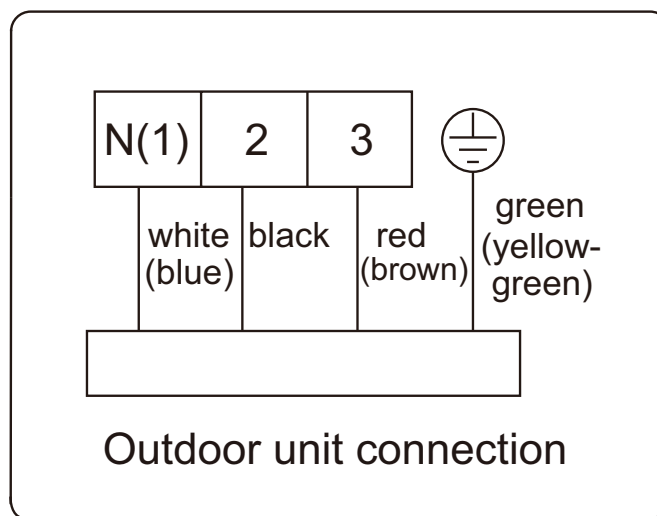 N(1) 2 3
white (blue)
black
red (brown)
green (yellow-green)
Outdoor unit connection